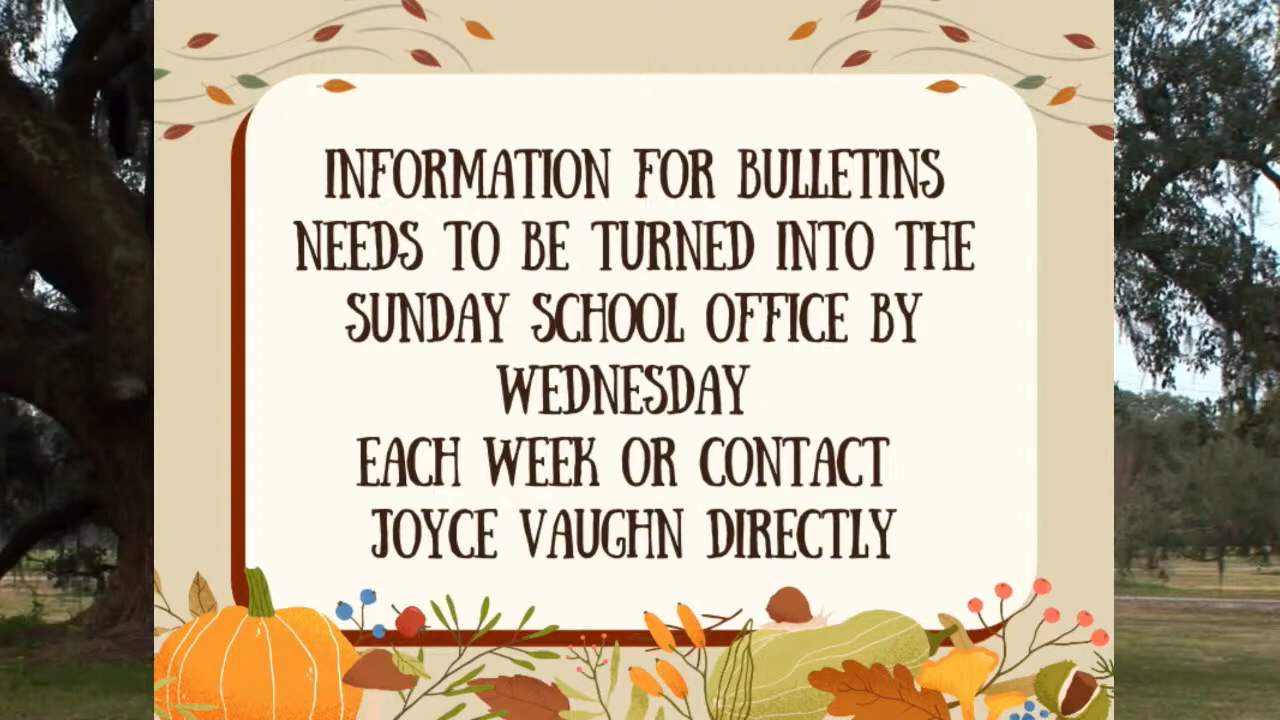 INFORMATION FOR BULLETINS
NEEDS TO BE TURNED INTO THE
SUNDAY SCHOOL OFFICE BY
WEDNESDAY
EACH WEEK OR CONTACT
JOYCE VAUGHN DIRECTLY